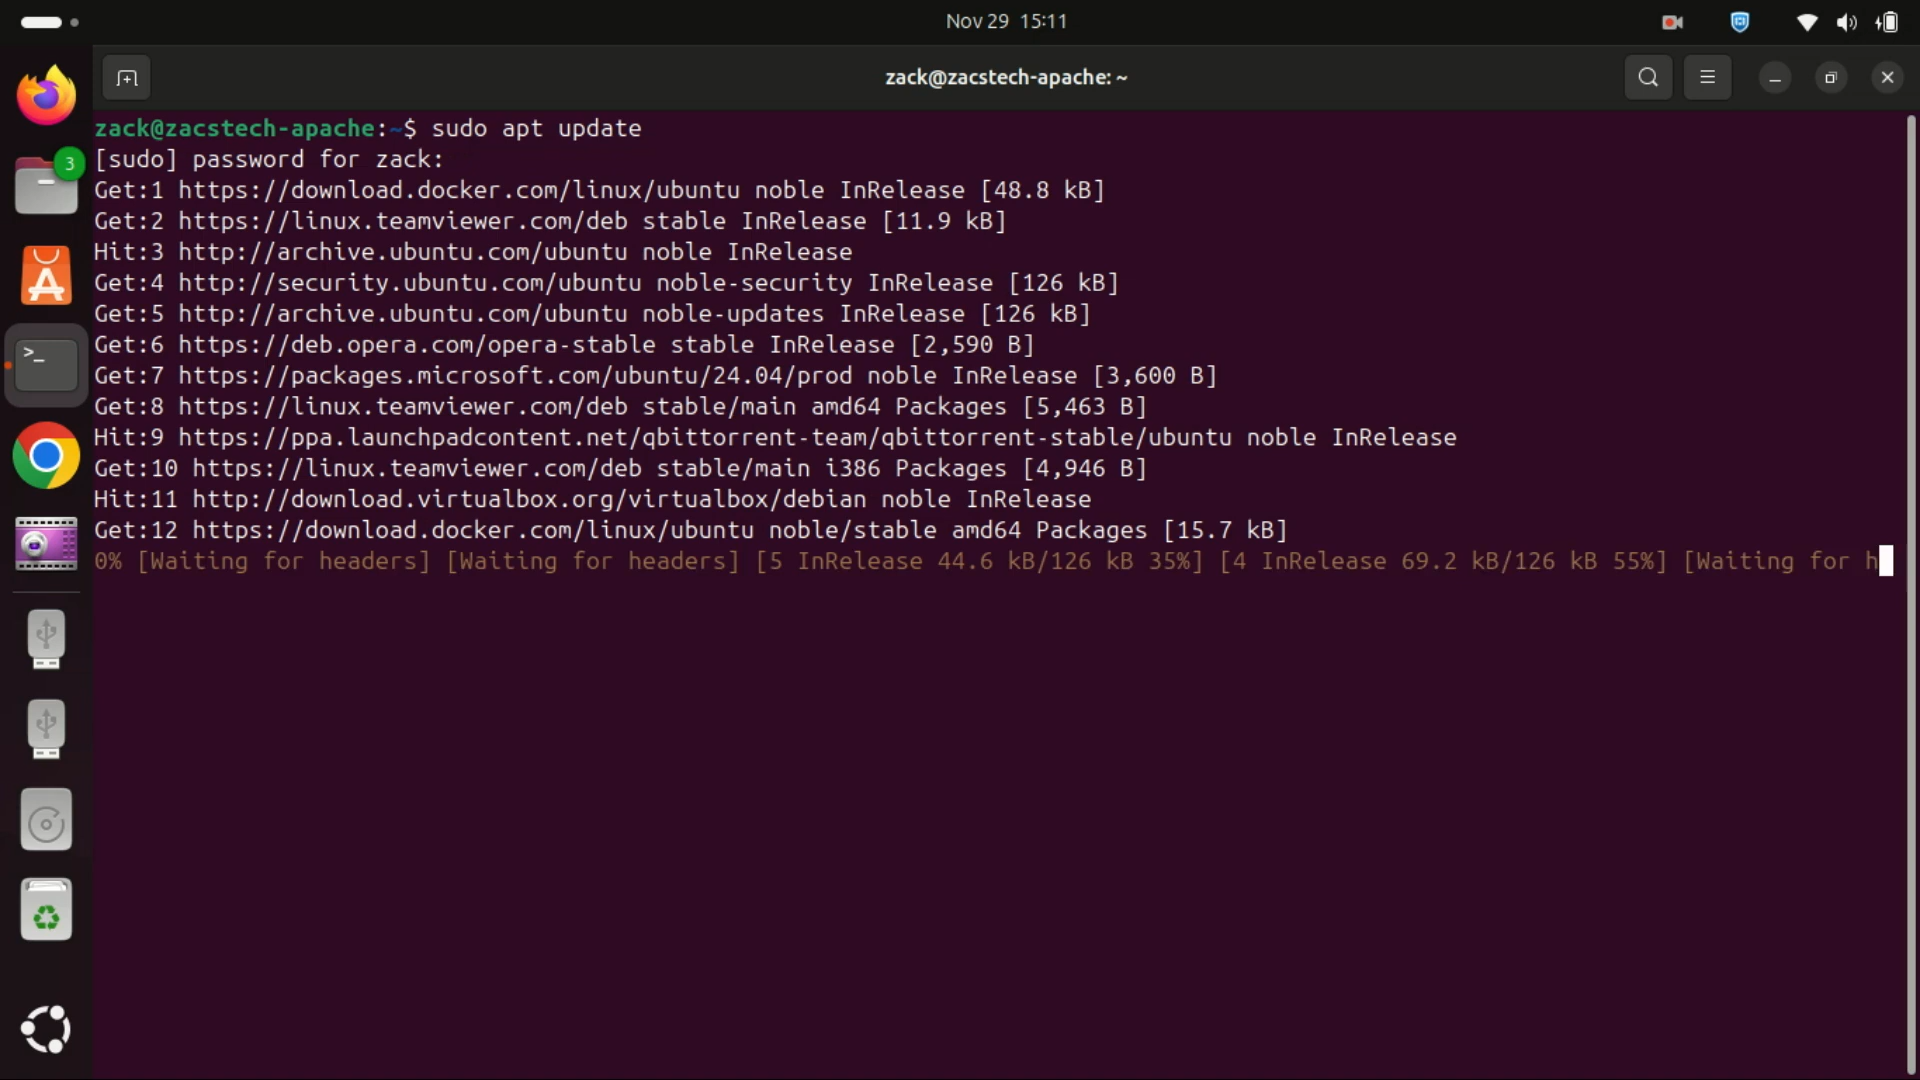 Nov 29 15:11
zack@zacstech-apache: ~
3
zack@zacstech-apache:~$ sudo apt update
[sudo] password for zack:
Get:1 https://download.docker.com/linux/ubuntu noble InRelease [48.8 kB]
Get:2 https://linux.teamviewer.com/deb stable InRelease [11.9 kB]
Hit:3 http://archive.ubuntu.com/ubuntu noble InRelease
Get:4 http://security.ubuntu.com/ubuntu noble-security InRelease [126 kB]
Get:5 http://archive.ubuntu.com/ubuntu noble-updates InRelease [126 kB]
Get:6 https://deb.opera.com/opera-stable stable InRelease [2,590 B]
Get:7 https://packages.microsoft.com/ubuntu/24.04/prod noble InRelease [3,600 B]
Get:8 https://linux.teamviewer.com/deb stable/main amd64 Packages [5,463 B]
Hit:9 https://ppa.launchpadcontent.net/qbittorrent-team/qbittorrent-stable/ubuntu noble InRelease
Get:10 https://linux.teamviewer.com/deb stable/main i386 Packages [4,946 B]
Hit:11 http://download.virtualbox.org/virtualbox/debian noble InRelease
Get:12 https://download.docker.com/linux/ubuntu noble/stable amd64 Packages [15.7 kB]
0% [Waiting for headers] [Waiting for headers] [5 InRelease 44.6 kB/126 kB 35%] [4 InRelease 69.2 kB/126 kB 55%] [Waiting for h